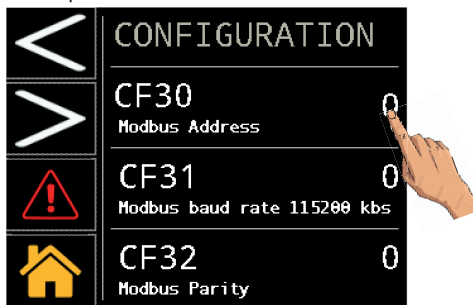 CONFIGURATION
CF30 0
Modbus Address
CF31 0
Modbus baud rate 115200 kbs
CF32 0
Modbus Parity